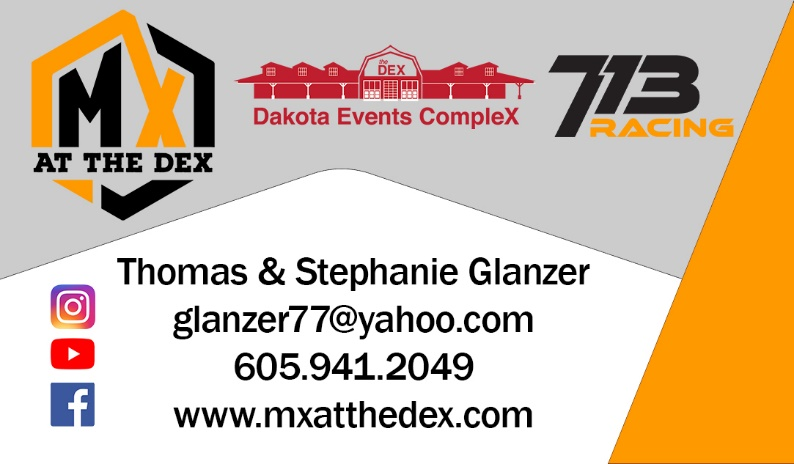 MX
AT THE DEX
the
DEX
Dakota Events CompleX
713
RACING
Thomas & Stephanie Glanzer
glanzer77@yahoo.com
605.941.2049
www.mxatthedex.com